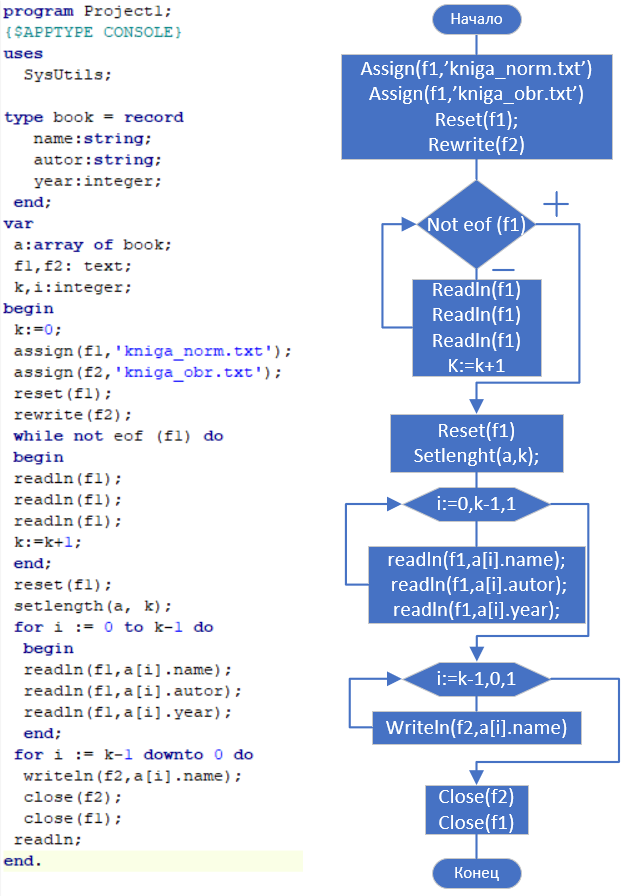 program Project1;
{$APPTYPE CONSOLE}
uses
SysUtils;
type book = record
name:string;
autor:string;
year:integer;
end;
var
a:array of book;
f1,f2: text;
k,i:integer;
begin
k:=0;
assign(f1,'kniga_norm.txt');
assign(f2,'kniga_obr.txt');
reset(f1);
rewrite(f2);
while not eof (f1) do
begin
readln(f1);
readln(f1);
readln(f1);
k:=k+1;
end;
reset(f1);
setlength(a, k);
for i := 0 to k-1 do
begin
readln(f1,a[i].name);
readln(f1,a[i].autor);
readln(f1,a[i].year);
end;
for i := k-1 downto 0 do
writeln(f2,a[i].name);
close(f2);
close(f1);
readln;
end.
Начало
Assign(f1,’kniga_norm.txt’)
Assign(f1,’kniga_obr.txt’)
Reset(f1);
Rewrite(f2)
Not eof (f1)
+
−
Readln(f1)
Readln(f1)
Readln(f1)
K:=k+1
Reset(f1)
Setlenght(a,k);
i:=0,k-1,1
readln(f1,a[i].name);
readln(f1,a[i].autor);
readln(f1,a[i].year);
i:=k-1,0,1
Writeln(f2,a[i].name)
Close(f2)
Close(f1)
Конец